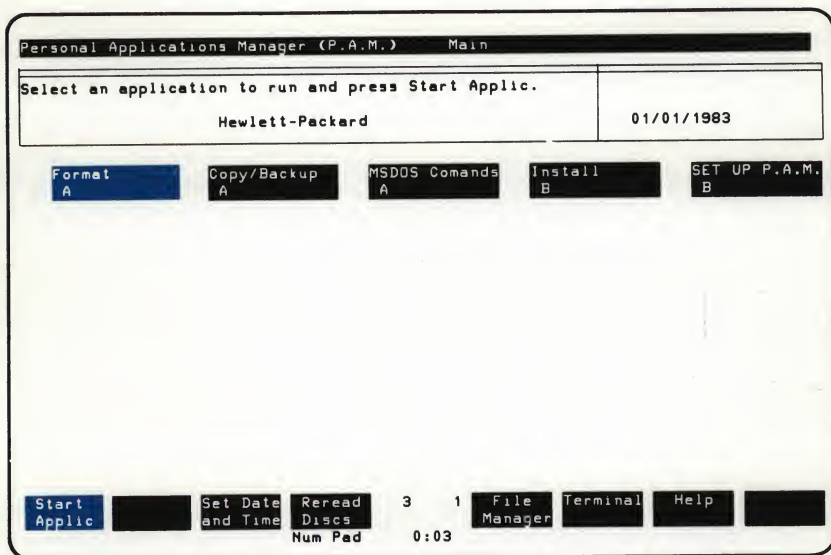 Personal Applications Manager (P.A.M.) Main
Select an application to run and press Start Applic.
Hewlett-Packard 01/01/1983
Format Copy/Backup MSDOS Comands Install SET UP P.A.M.
A A A B B
Start Set Date Reread 3 1 File Terminal Help
Applic and Time Discs Manager
Num Pad 0:03